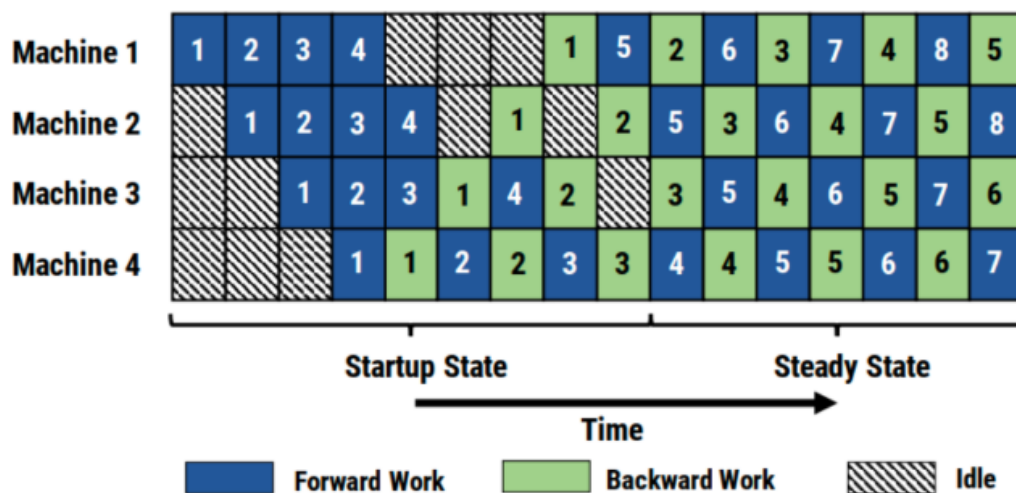 Machine 1 1 2 3 4 1 5 2 6 3 7 4 8 5
Machine 2 1 2 3 4 1 2 5 3 6 4 7 5 8
Machine 3 1 2 3 1 4 2 3 5 4 6 5 7 6
Machine 4 1 1 2 2 3 3 4 4 5 5 6 6 7
Startup State Steady State
Time
Forward Work Backward Work Idle